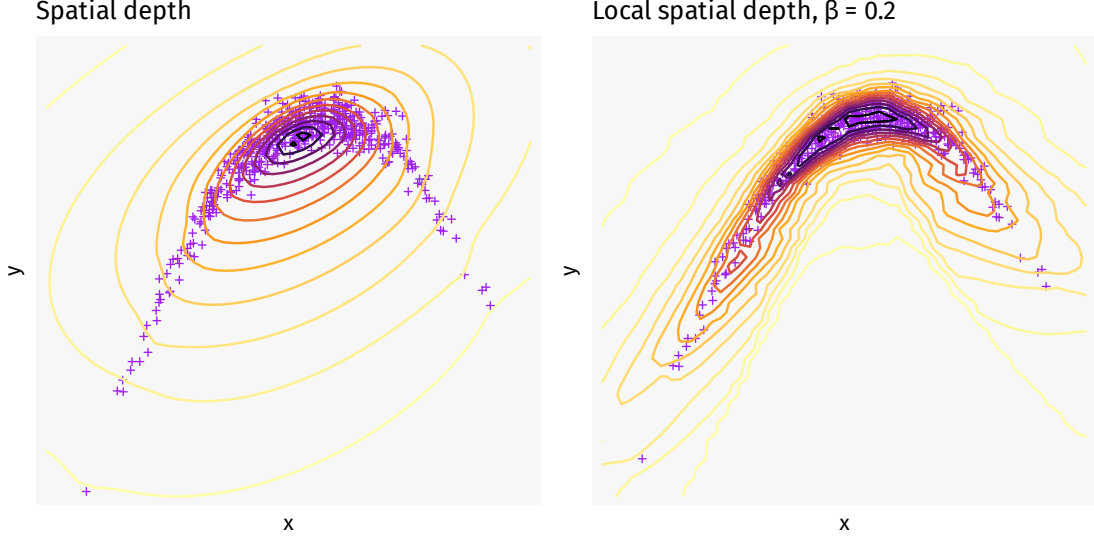 Spatial depth
Local spatial depth, β = 0.2
y
x
y
x